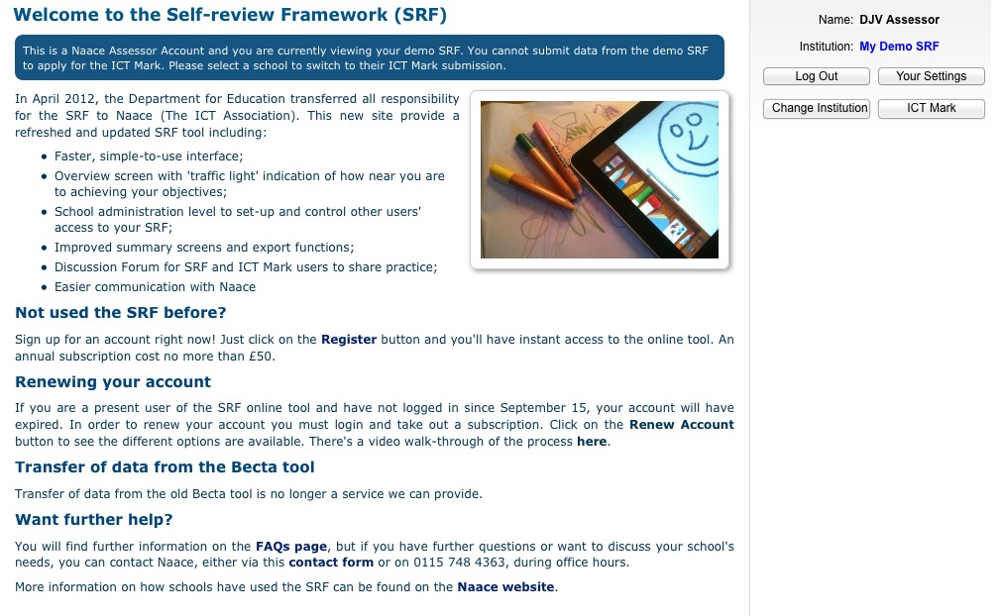 Welcome to the Self-review Framework (SRF)
This is a Naace Assessor Account and you are currently viewing your demo SRF. You cannot submit data from the demo SRF
to apply for the ICT Mark. Please select a school to switch to their ICT Mark submission.
In April 2012, the Department for Education transferred all responsibility
for the SRF to Naace (The ICT Association). This new site provide a
refreshed and updated SRF tool including:
• Faster, simple-to-use interface;
• Overview screen with 'traffic light' indication of how near you are
to achieving your objectives;
• School administration level to set-up and control other users'
access to your SRF;
• Improved summary screens and export functions;
• Discussion Forum for SRF and ICT Mark users to share practice;
• Easier communication with Naace
Not used the SRF before?
Sign up for an account right now! Just click on the Register button and you'll have instant access to the online tool. An
annual subscription cost no more than £50.
Renewing your account
If you are a present user of the SRF online tool and have not logged in since September 15, your account will have
expired. In order to renew your account you must login and take out a subscription. Click on the Renew Account
button to see the different options are available. There's a video walk-through of the process here.
Transfer of data from the Becta tool
Transfer of data from the old Becta tool is no longer a service we can provide.
Want further help?
You will find further information on the FAQs page, but if you have further questions or want to discuss your school's
needs, you can contact Naace, either via this contact form or on 0115 748 4363, during office hours.
More information on how schools have used the SRF can be found on the Naace website.
Name: DJV Assessor
Institution: My Demo SRF
Log Out Your Settings
Change Institution ICT Mark